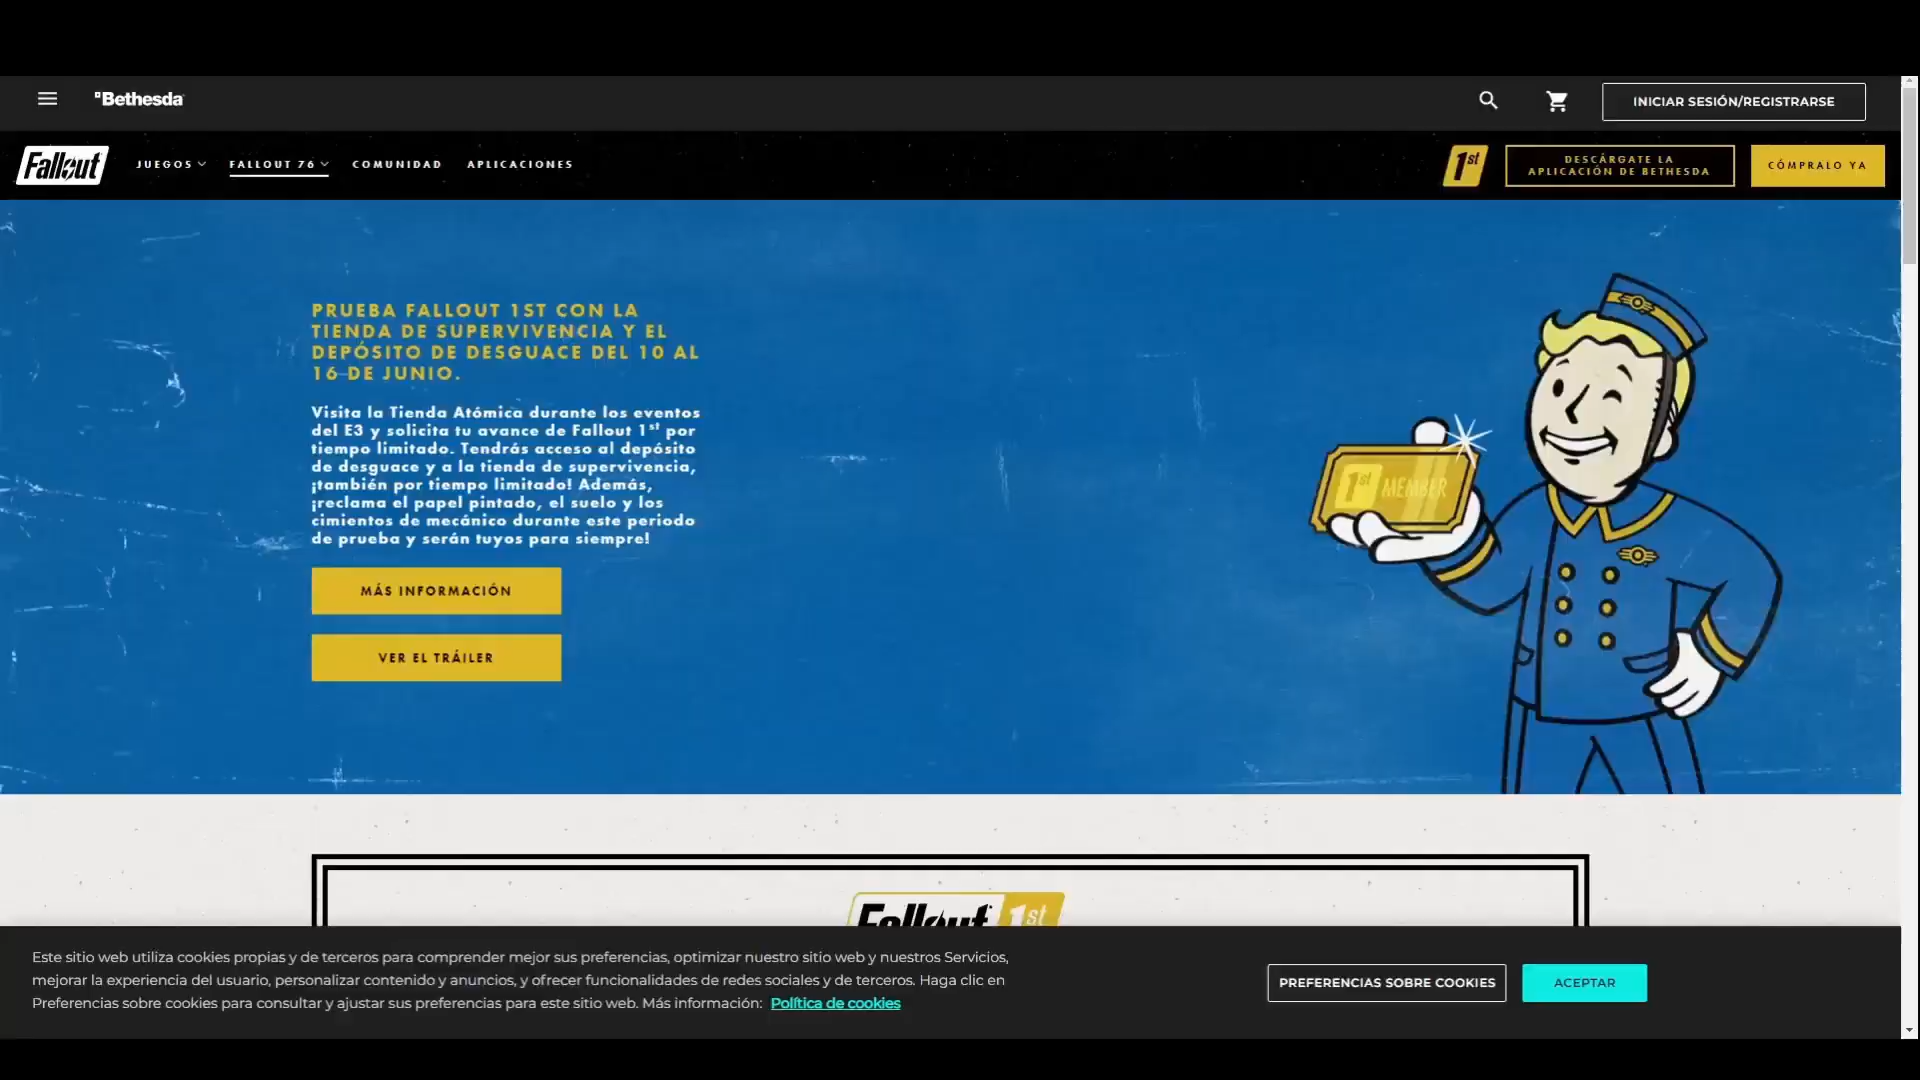 Bethesda
INICIAR SESIÓN/REGISTRARSE
Fallout
JUEGOS
FALLOUT 76
COMUNIDAD
APLICACIONES
1st
DESCÁRGATE LA
APLICACIÓN DE BETHESDA
CÓMPRALO YA
PRUEBA FALLOUT 1ST CON LA
TIENDA DE SUPERVIVENCIA Y EL
DEPÓSITO DE DESGUACE DEL 10 AL
16 DE JUNIO.
Visita la Tienda Atómica durante los eventos
del E3 y solicita tu avance de Fallout 1st por
tiempo limitado. Tendrás acceso al depósito
de desguace y a la tienda de supervivencia,
¡también por tiempo limitado! Además,
¡reclama el papel pintado, el suelo y los
cimientos de mecánico durante este periodo
de prueba y serán tuyos para siempre!
1st MEMBER
MÁS INFORMACIÓN
VER EL TRÁILER
Fallout 1st
Este sitio web utiliza cookies propias y de terceros para comprender mejor sus preferencias, optimizar nuestro sitio web y nuestros Servicios,
mejorar la experiencia del usuario, personalizar contenido y anuncios, y ofrecer funcionalidades de redes sociales y de terceros. Haga clic en
Preferencias sobre cookies para consultar y ajustar sus preferencias para este sitio web. Más información: Política de cookies
PREFERENCIAS SOBRE COOKIES
ACEPTAR